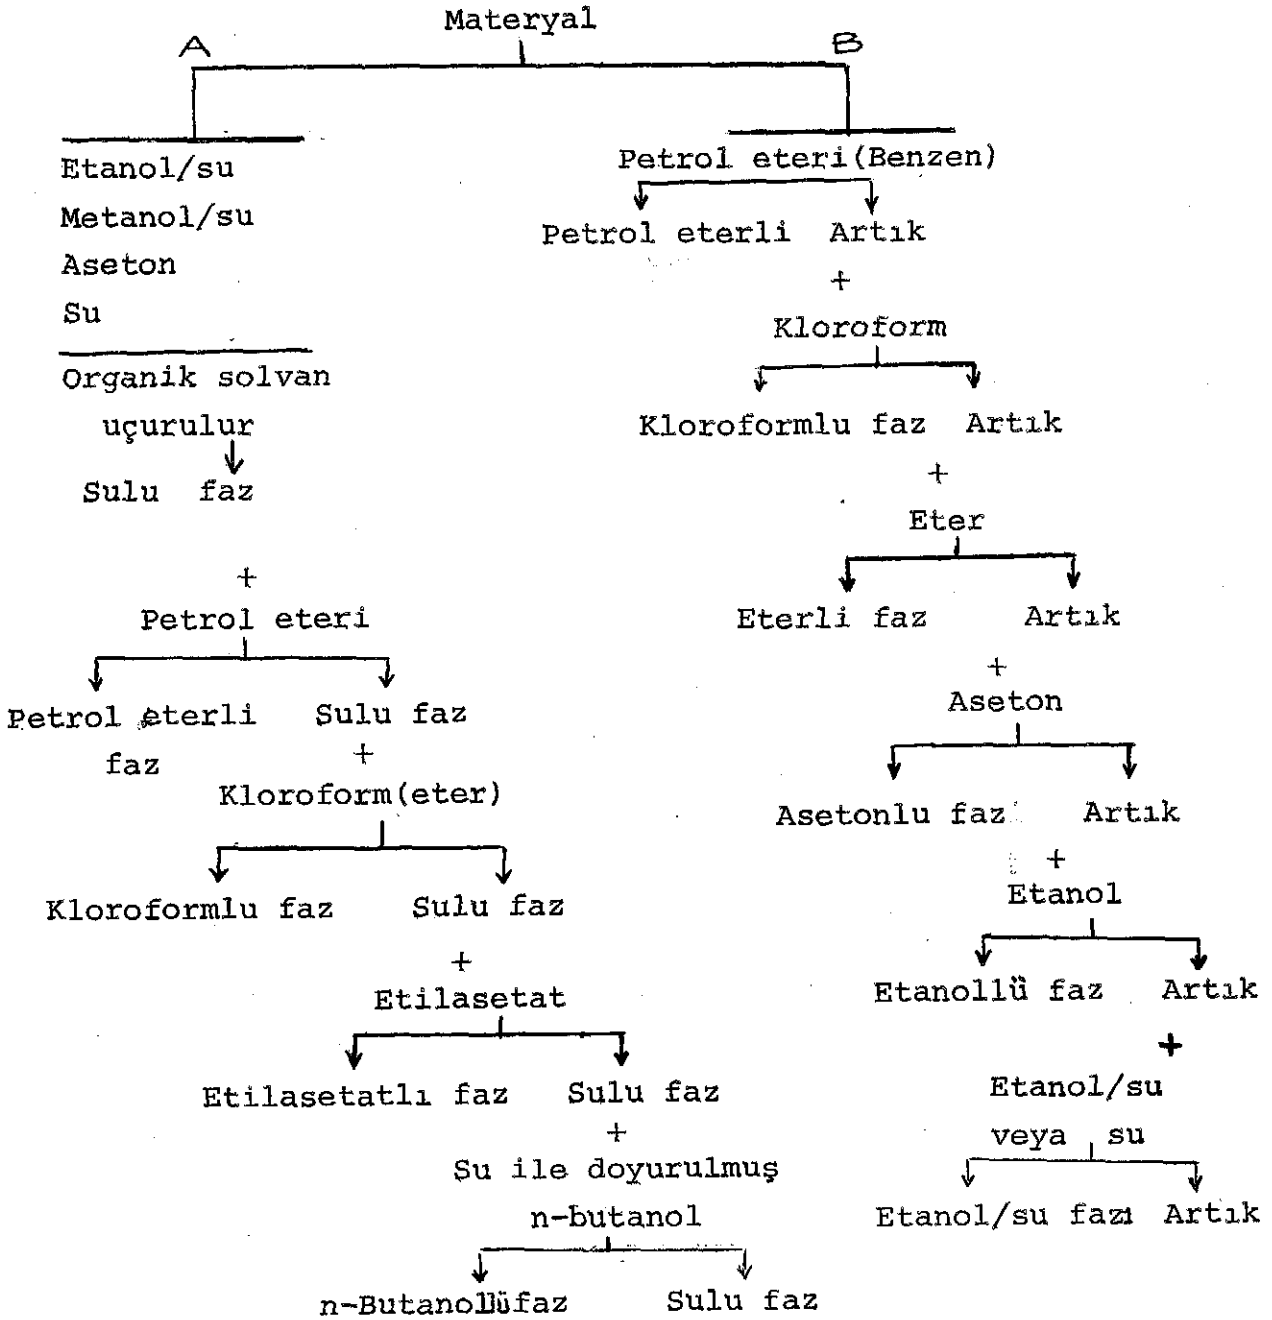 Materyal
A
B
Etanol/su
Metanol/su
Aseton
Su
Organik solvan
uçurulur
Sulu faz
+
Petrol eteri
Petrol eterli Sulu faz
faz +
Kloroform(eter)
Kloroformlu faz Sulu faz
+
Etilasetat
Etilasetatlı faz Sulu faz
+
Su ile doyurulmuş
n-butanol
n-Butanollü faz Sulu faz
Petrol eteri(Benzen)
Petrol eterli Artık
+
Kloroform
Kloroformlu faz Artık
+
Eter
Eterli faz Artık
+
Aseton
Asetonlu faz Artık
+
Etanol
Etanollü faz Artık
+
Etanol/su
veya su
Etanol/su fazı Artık